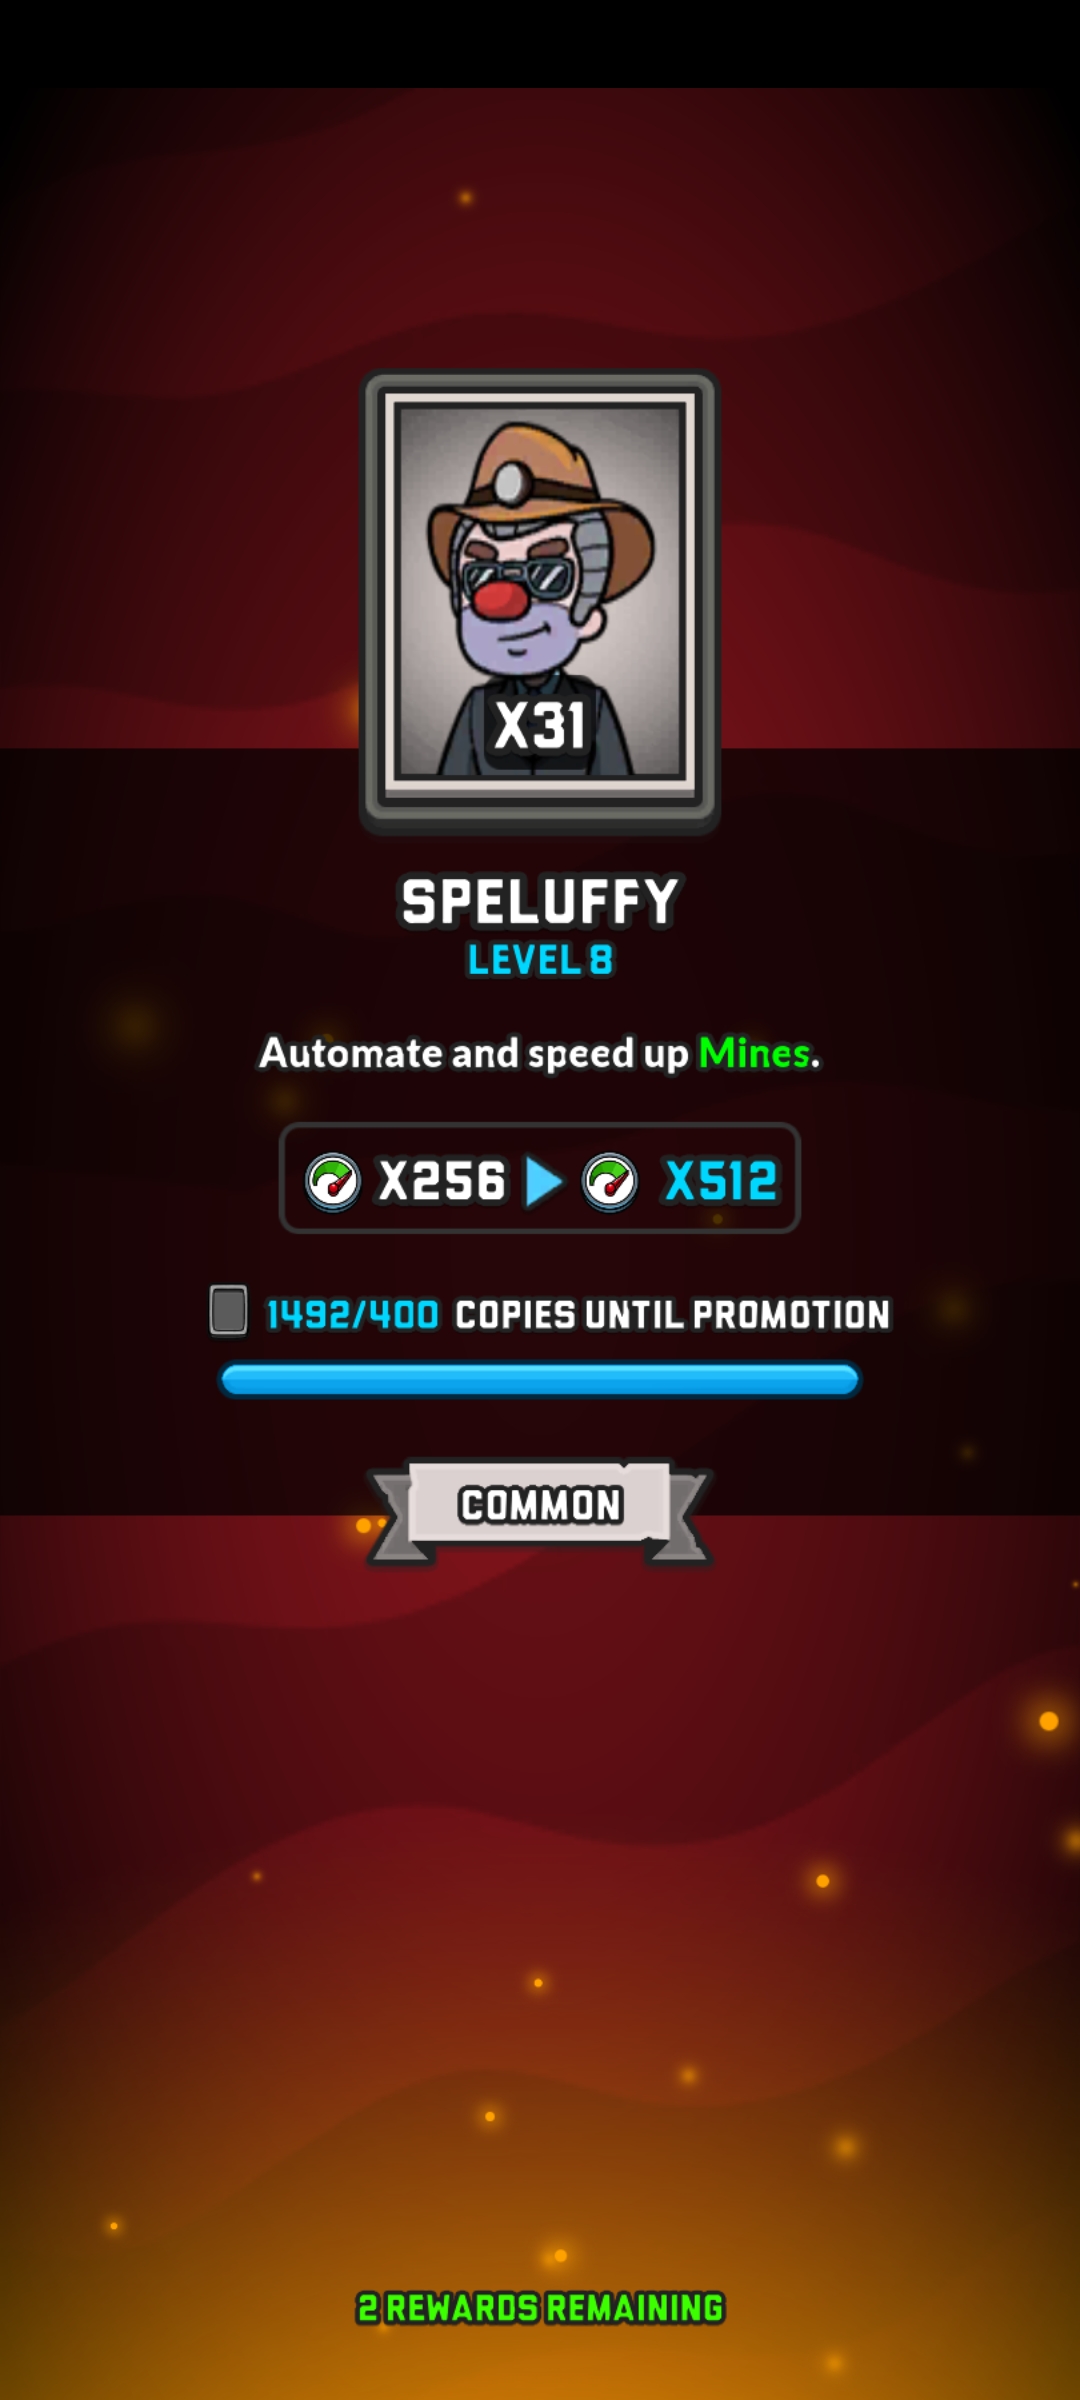 X31
SPELUFFY
LEVEL 8
Automate and speed up Mines.
X256 X512
1492/400 COPIES UNTIL PROMOTION
COMMON
2 REWARDS REMAINING